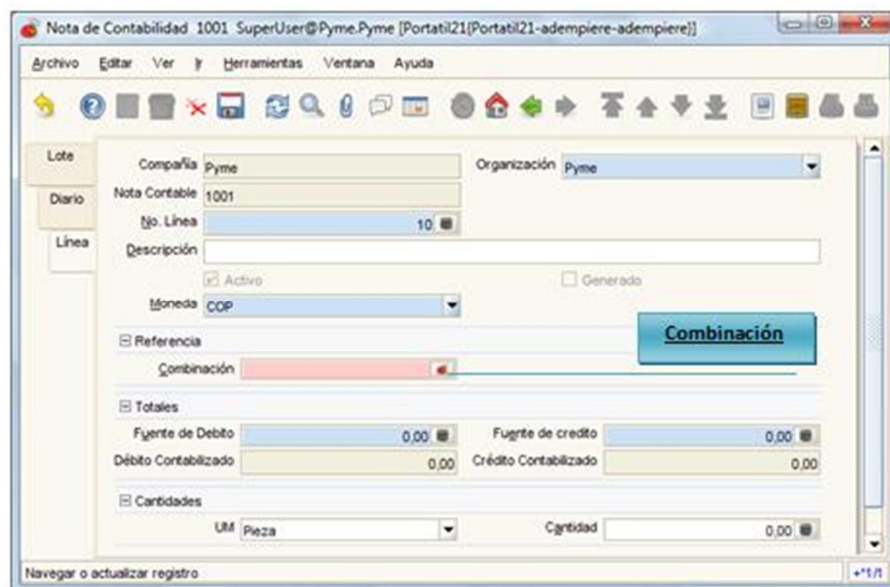 Nota de Contabilidad 1001 SuperUser@Pyme.Pyme [Portatil21{Portatil21-adempiere-adempiere}]
Archivo Editar Ver Ir Herramientas Ventana Ayuda
Lote
Diario
Línea
Compañía Pyme Organización Pyme
Nota Contable 1001
No. Línea 10
Descripción
Activo Generado
Moneda COP
Combinación
Referencia
Combinación
Totales
Fuente de Debito 0,00 Fuente de credito 0,00
Débito Contabilizado 0,00 Crédito Contabilizado 0,00
Cantidades
UM Pieza Cantidad 0,00
Navegar o actualizar registro +*1/1